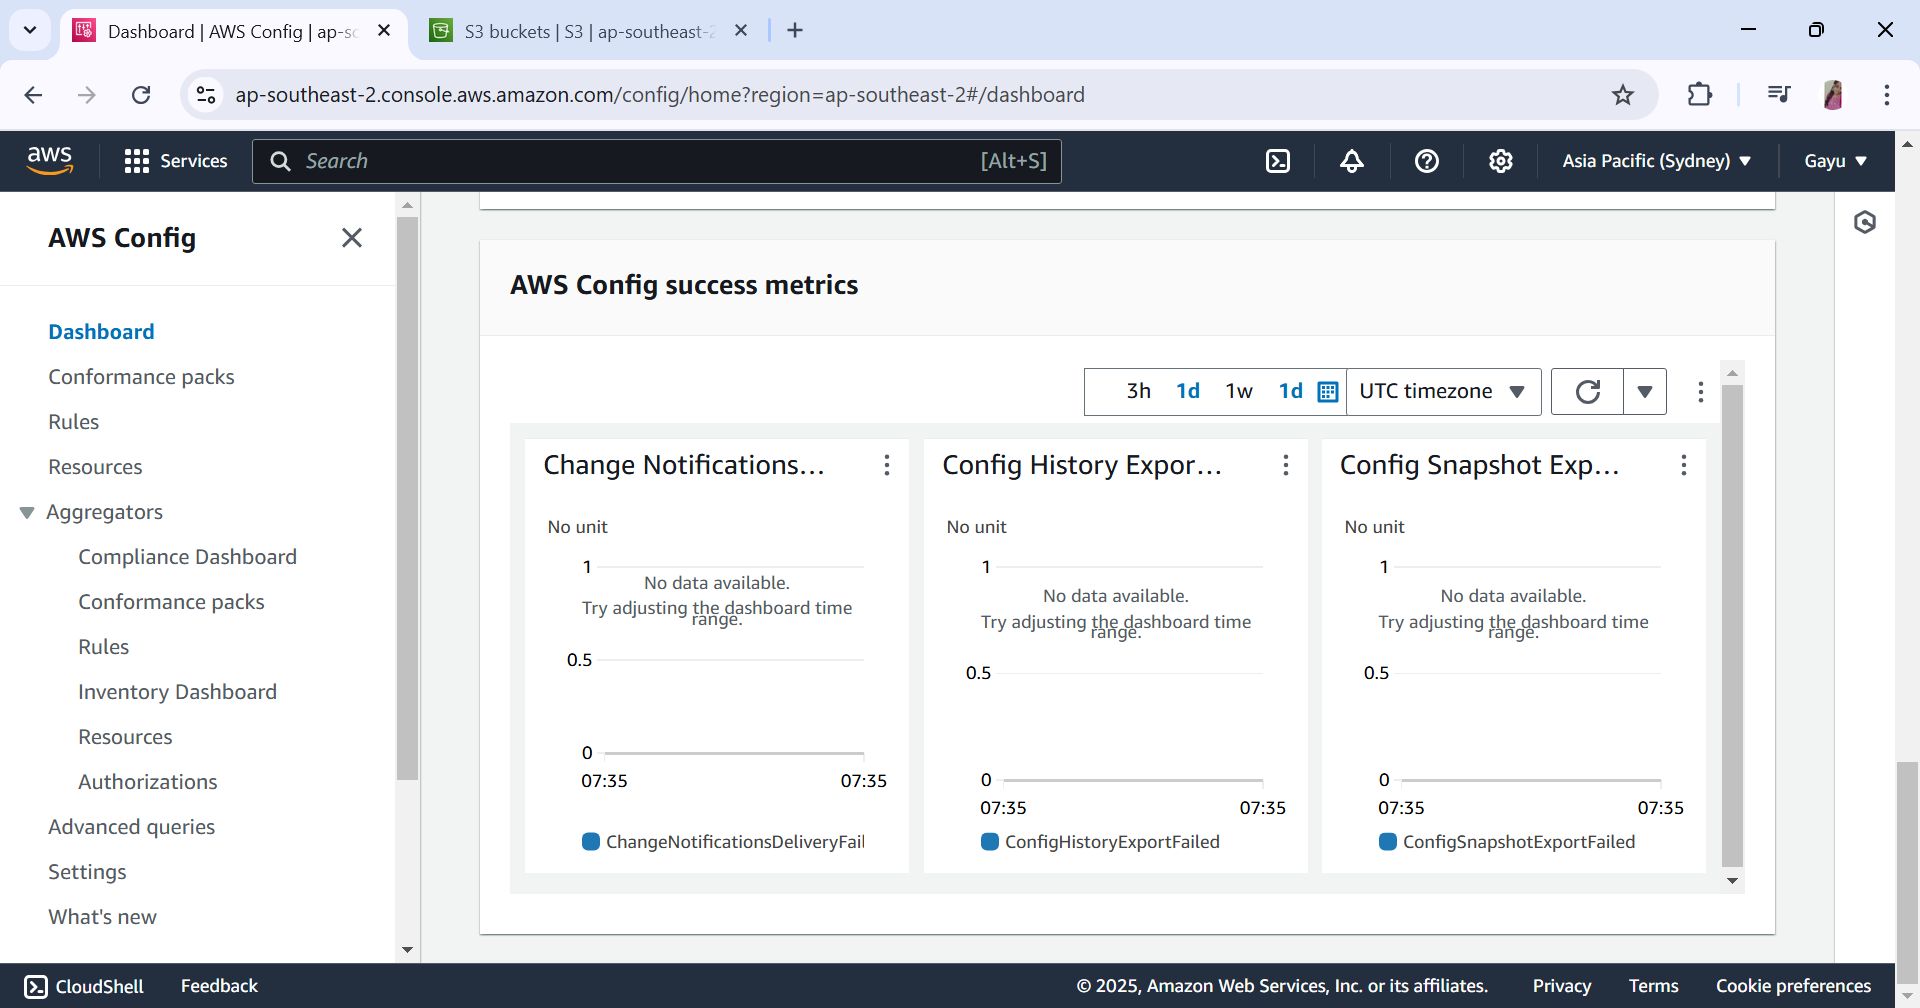 Dashboard | AWS Config | ap-so
S3 buckets | S3 | ap-southeast-2
ap-southeast-2.console.aws.amazon.com/config/home?region=ap-southeast-2#/dashboard
aws
Services
Search
[Alt+S]
Asia Pacific (Sydney)
Gayu
AWS Config
Dashboard
Conformance packs
Rules
Resources
Aggregators
Compliance Dashboard
Conformance packs
Rules
Inventory Dashboard
Resources
Authorizations
Advanced queries
Settings
What's new
AWS Config success metrics
3h 1d 1w 1d
UTC timezone
Change Notifications...
No unit
1
No data available.
Try adjusting the dashboard time
range.
0.5
0
07:35 07:35
ChangeNotificationsDeliveryFail
Config History Expor...
No unit
1
No data available.
Try adjusting the dashboard time
range.
0.5
0
07:35 07:35
ConfigHistoryExportFailed
Config Snapshot Exp...
No unit
1
No data available.
Try adjusting the dashboard time
range.
0.5
0
07:35 07:35
ConfigSnapshotExportFailed
CloudShell
Feedback
© 2025, Amazon Web Services, Inc. or its affiliates.
Privacy
Terms
Cookie preferences